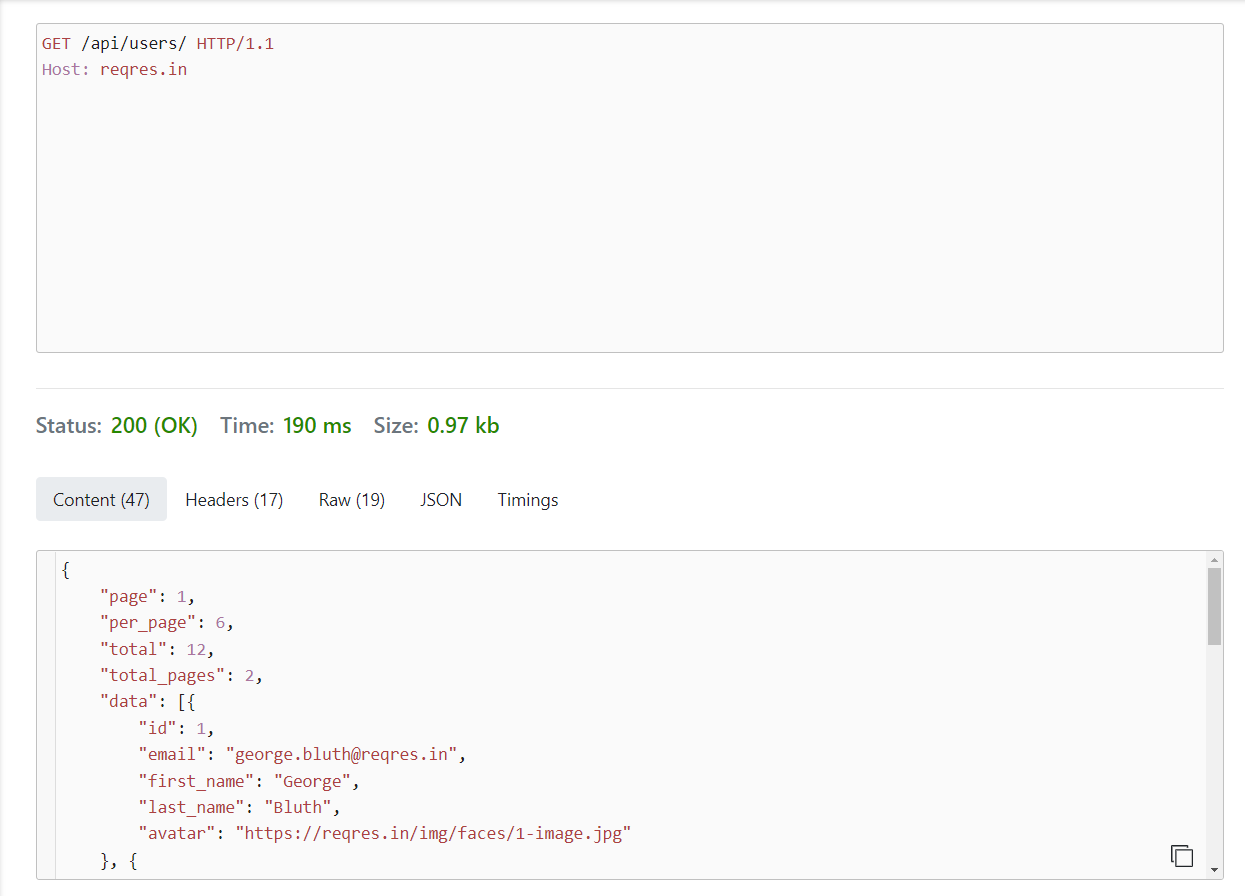 GET /api/users/ HTTP/1.1
Host: reqres.in
Status: 200 (OK) Time: 190 ms Size: 0.97 kb
Content (47) Headers (17) Raw (19) JSON Timings
{
    "page": 1,
    "per_page": 6,
    "total": 12,
    "total_pages": 2,
    "data": [{
        "id": 1,
        "email": "george.bluth@reqres.in",
        "first_name": "George",
        "last_name": "Bluth",
        "avatar": "https://reqres.in/img/faces/1-image.jpg"
    }, {